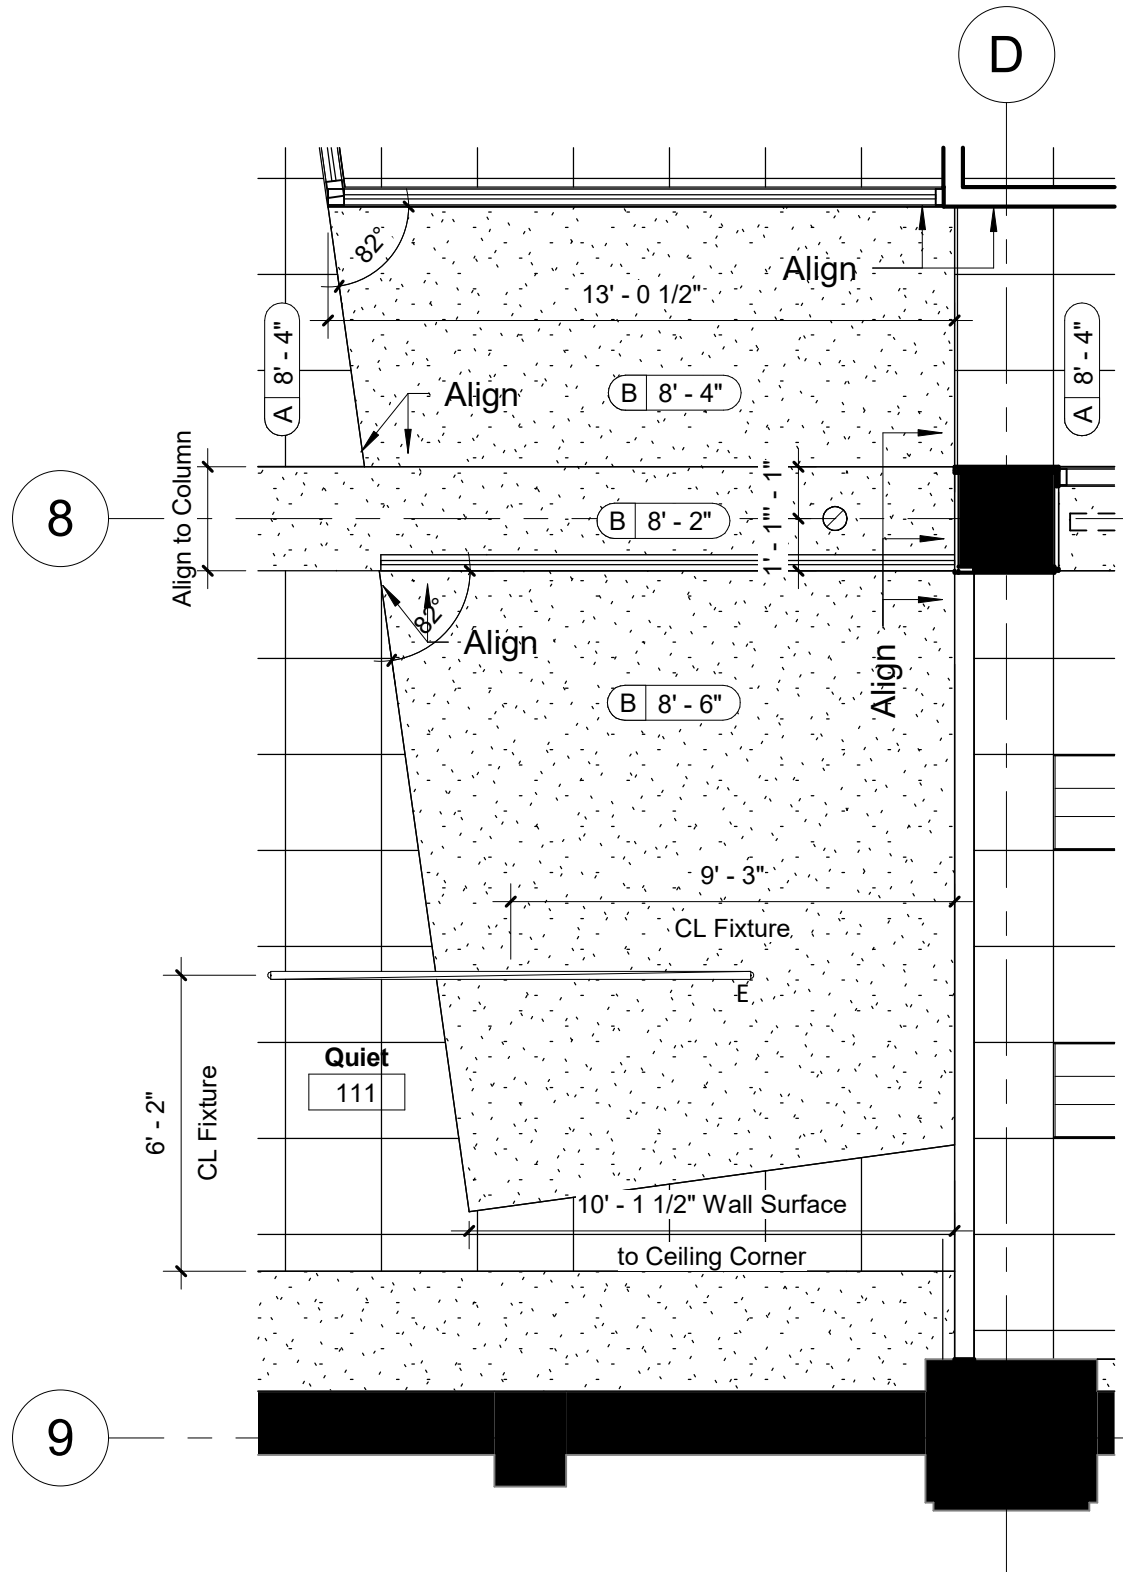 D
82°
Align
13' - 0 1/2"
A 8' - 4"
A 8' - 4"
B 8' - 4"
Align
Align to Column
8
B 8' - 2"
1' - 1"
1' - 1"
82°
Align
Align
B 8' - 6"
9' - 3"
CL Fixture
E
Quiet
111
6' - 2"
CL Fixture
10' - 1 1/2" Wall Surface
to Ceiling Corner
9